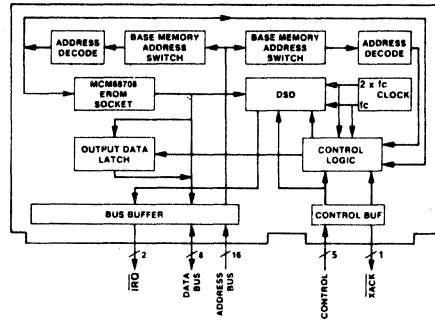 ADDRESS DECODE
BASE MEMORY ADDRESS SWITCH
BASE MEMORY ADDRESS SWITCH
ADDRESS DECODE
MCM68708 EROM SOCKET
DSD
2 x fc
CLOCK
fc
OUTPUT DATA LATCH
CONTROL LOGIC
BUS BUFFER
CONTROL BUF
2
8
16
5
1
IRQ
DATA BUS
ADDRESS BUS
CONTROL
XACK